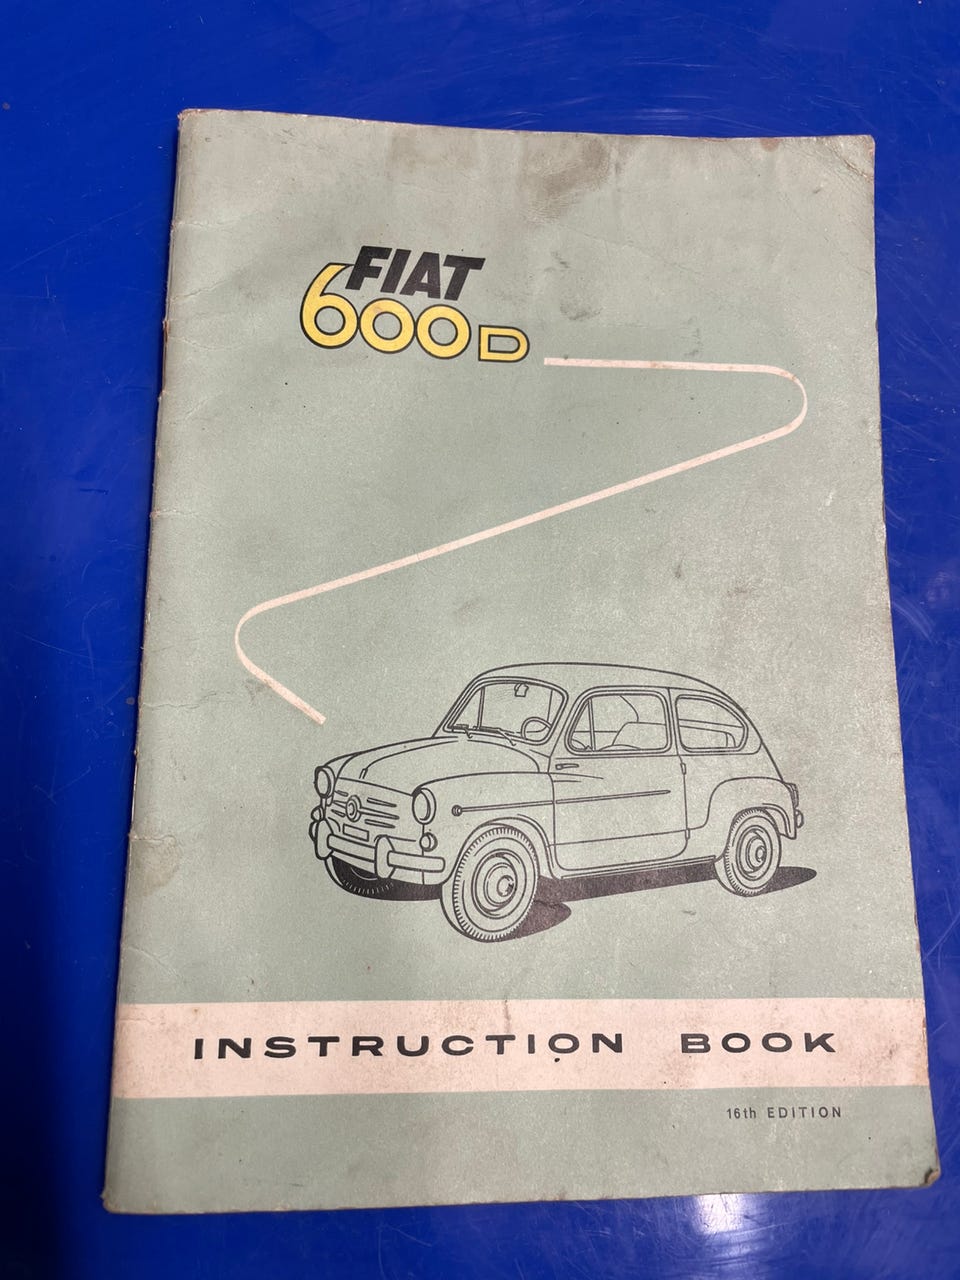 FIAT
600D
INSTRUCTION BOOK
16th EDITION